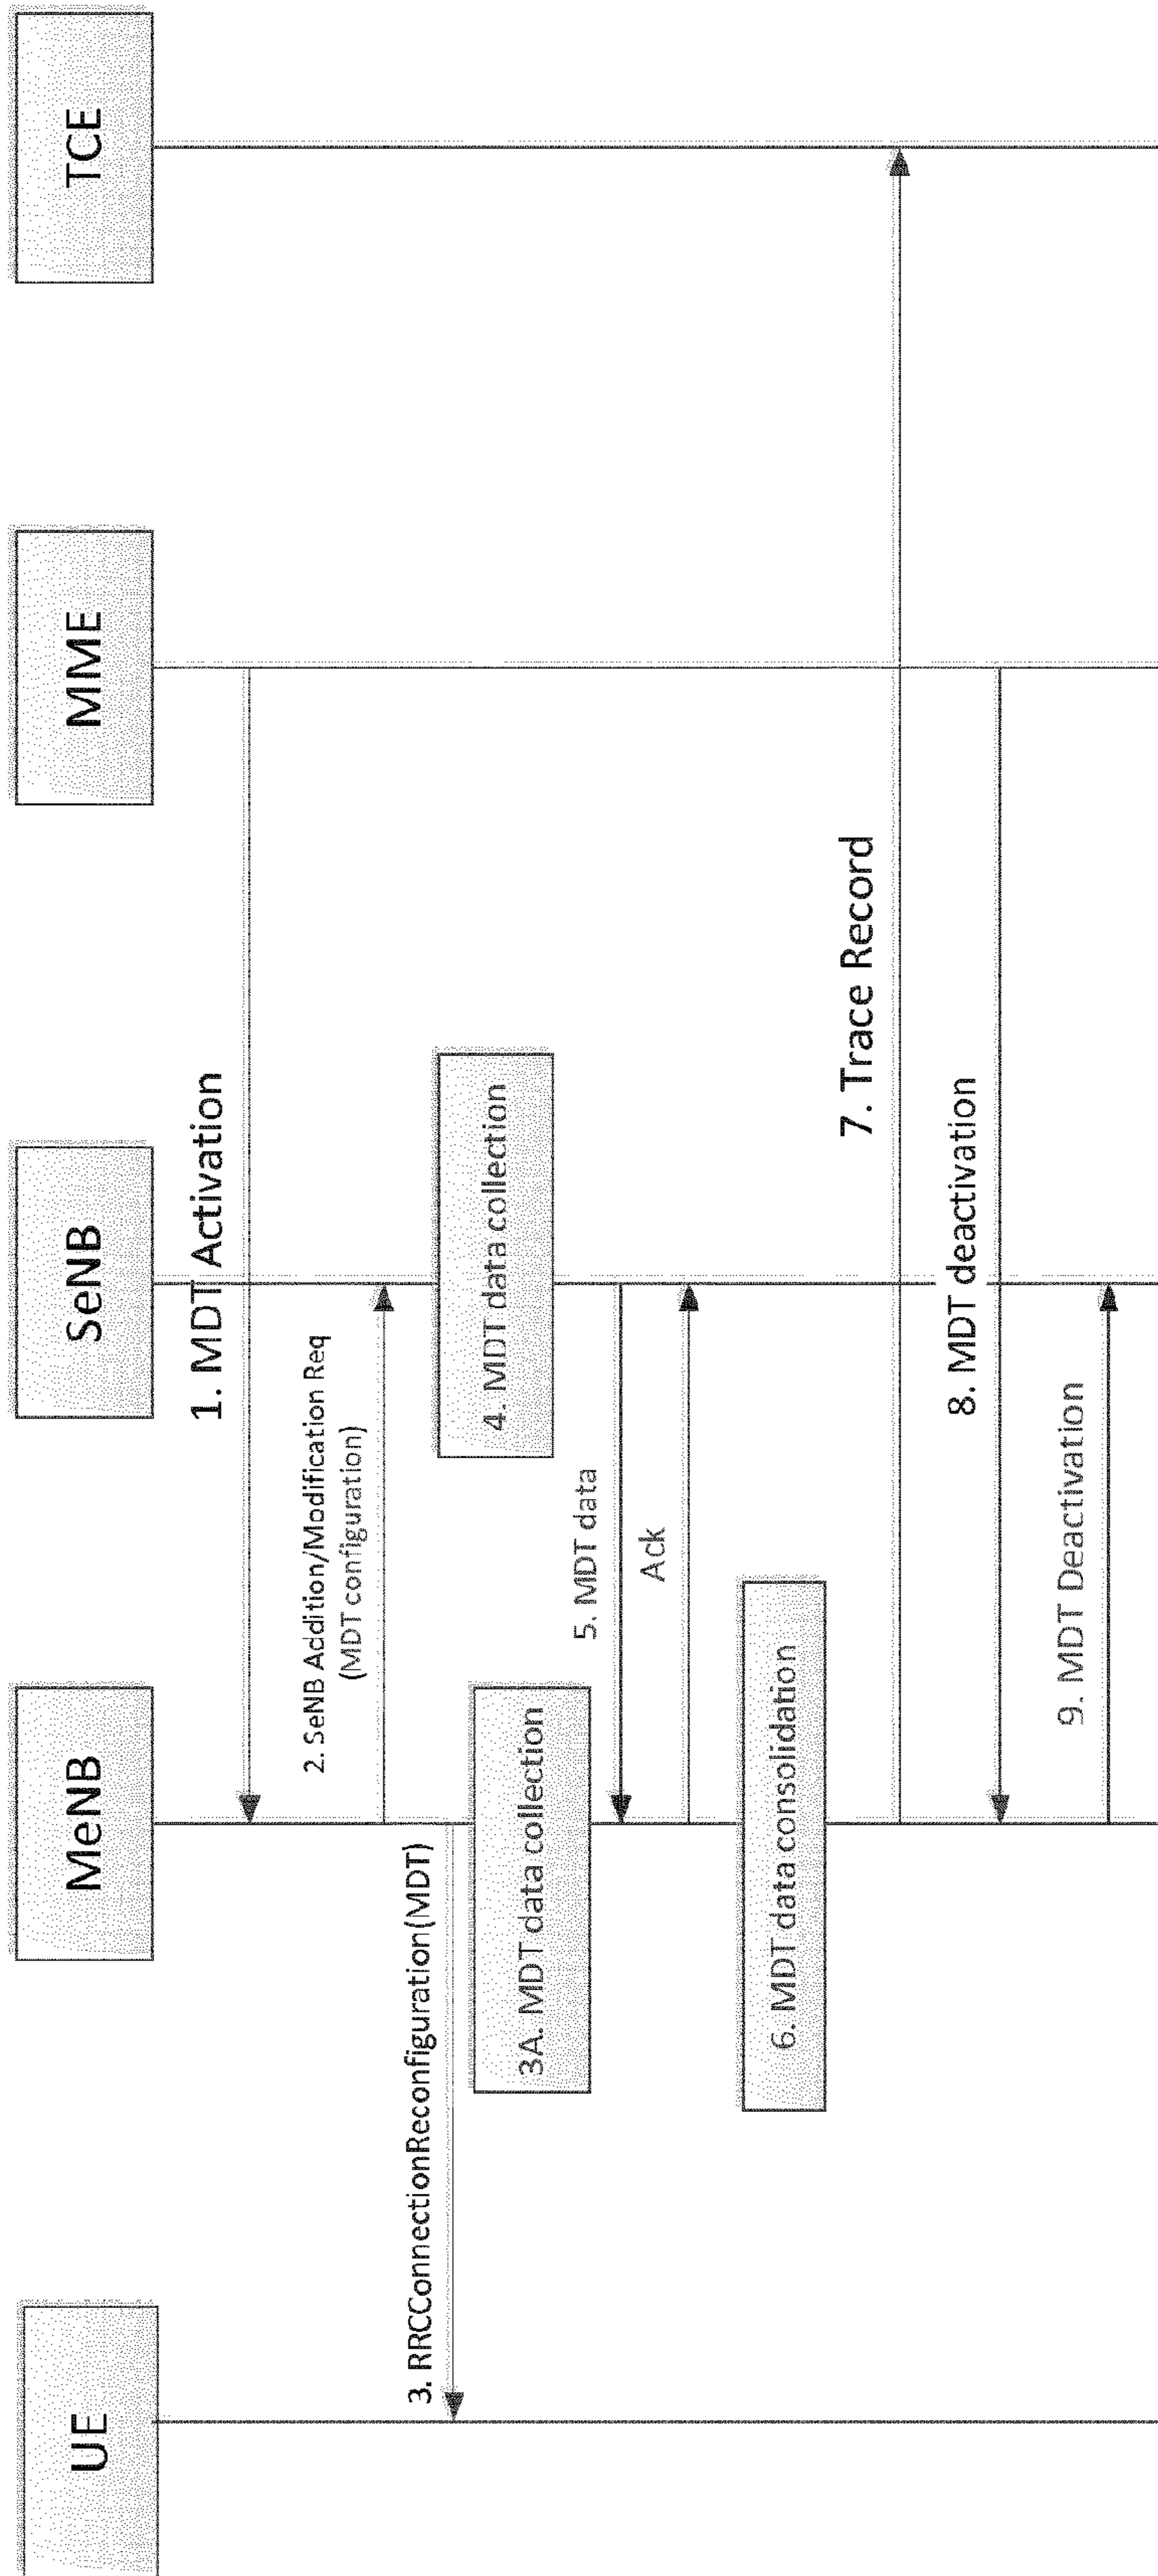 UE
MeNB
SeNB
MME
TCE
1. MDT Activation
2. SeNB Addition/Modification Req
(MDT configuration)
3. RRCConnectionReconfiguration(MDT)
3A. MDT data collection
4. MDT data collection
5. MDT data
Ack
6. MDT data consolidation
7. Trace Record
8. MDT deactivation
9. MDT Deactivation